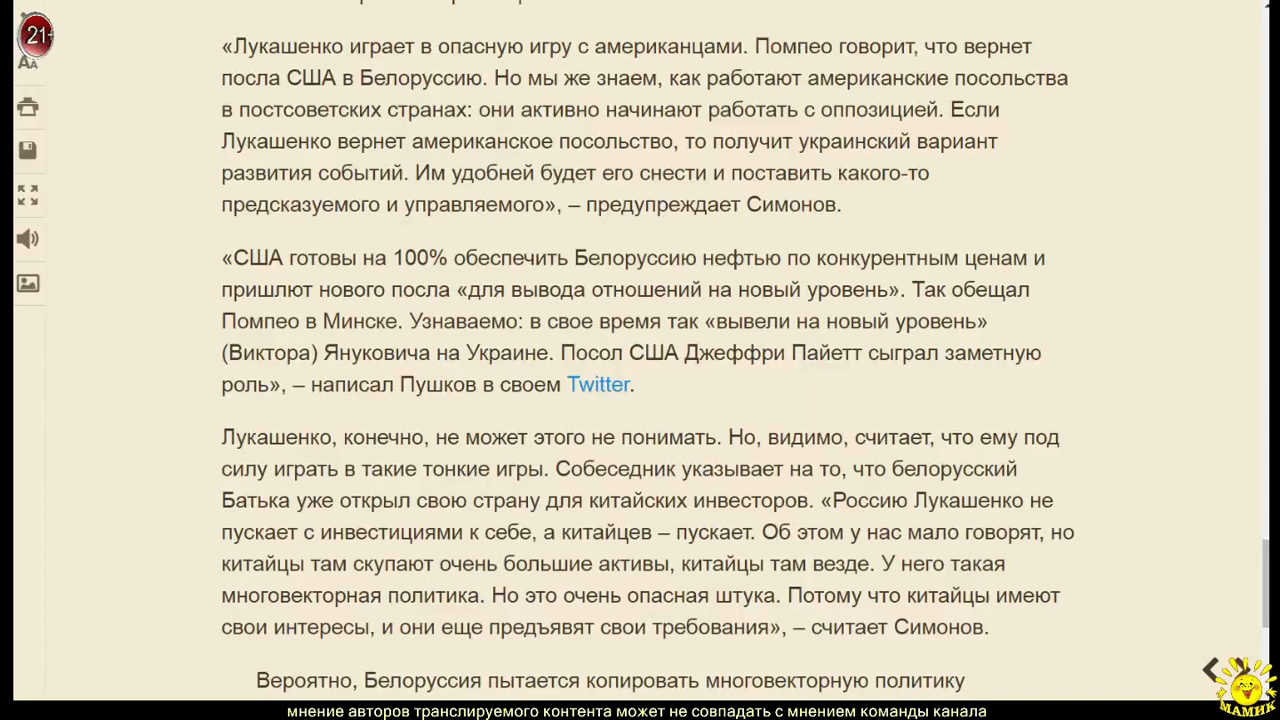 21+
«Лукашенко играет в опасную игру с американцами. Помпео говорит, что вернет
посла США в Белоруссию. Но мы же знаем, как работают американские посольства
в постсоветских странах: они активно начинают работать с оппозицией. Если
Лукашенко вернет американское посольство, то получит украинский вариант
развития событий. Им удобней будет его снести и поставить какого-то
предсказуемого и управляемого», – предупреждает Симонов.
«США готовы на 100% обеспечить Белоруссию нефтью по конкурентным ценам и
пришлют нового посла «для вывода отношений на новый уровень». Так обещал
Помпео в Минске. Узнаваемо: в свое время так «вывели на новый уровень»
(Виктора) Януковича на Украине. Посол США Джеффри Пайетт сыграл заметную
роль», – написал Пушков в своем Twitter.
Лукашенко, конечно, не может этого не понимать. Но, видимо, считает, что ему под
силу играть в такие тонкие игры. Собеседник указывает на то, что белорусский
Батька уже открыл свою страну для китайских инвесторов. «Россию Лукашенко не
пускает с инвестициями к себе, а китайцев – пускает. Об этом у нас мало говорят, но
китайцы там скупают очень большие активы, китайцы там везде. У него такая
многовекторная политика. Но это очень опасная штука. Потому что китайцы имеют
свои интересы, и они еще предъявят свои требования», – считает Симонов.
Вероятно, Белоруссия пытается копировать многовекторную политику
МАМИК
мнение авторов транслируемого контента может не совпадать с мнением команды канала